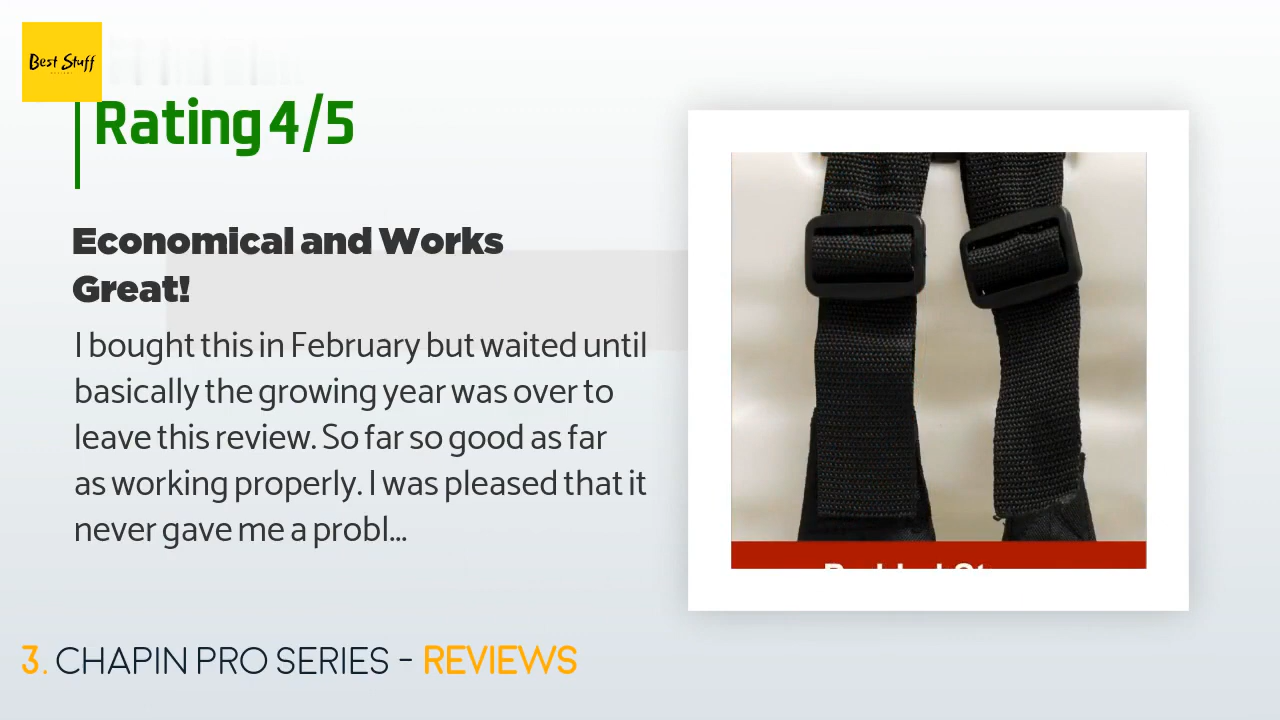 Best Stuff
Rating 4/5
Economical and Works
Great!
I bought this in February but waited until
basically the growing year was over to
leave this review. So far so good as far
as working properly. I was pleased that it
never gave me a probl...
3. CHAPIN PRO SERIES - REVIEWS